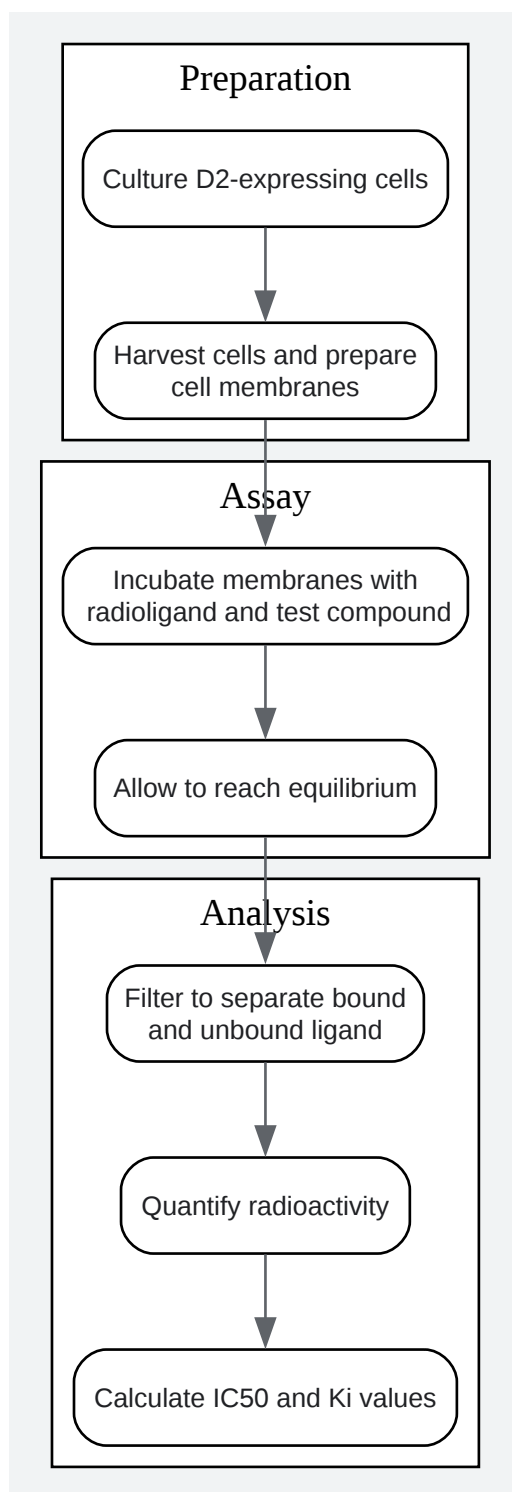 Preparation
Culture D2-expressing cells
Harvest cells and prepare
cell membranes
Assay
Incubate membranes with
radioligand and test compound
Allow to reach equilibrium
Analysis
Filter to separate bound
and unbound ligand
Quantify radioactivity
Calculate IC50 and Ki values